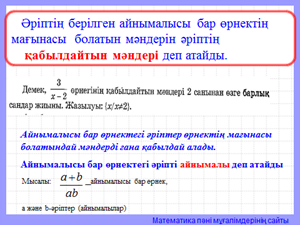 Әріптің берілген айнымалысы бар өрнектің
мағынасы болатын мәндерін әріптің
қабылдайтын мәндері деп атайды.
Демек, 3/(x-2) өрнегінің қабылдайтын мәндері 2 санынан өзге барлық
сандар жиыны. Жазылуы: {x/x≠2}.
Айнымалысы бар өрнектегі әріптер өрнектің мағынасы
болатындай мәндерді ғана қабылдай алады.
Айнымалысы бар өрнектегі әріпті айнымалы деп атайды
Мысалы: (a+b)/ab _айнымалысы бар өрнек,
а және b-әріптер (айнымалылар)
Математика пәні мұғалімдерінің сайты